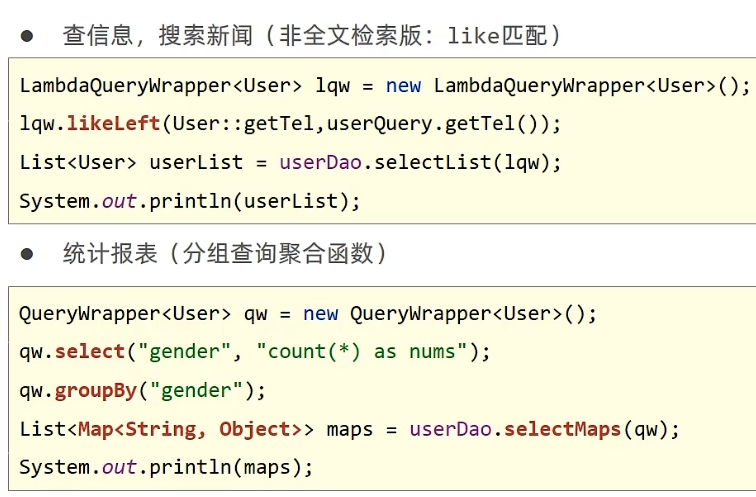 ● 查信息，搜索新闻（非全文检索版：like匹配）
LambdaQueryWrapper<User> lqw = new LambdaQueryWrapper<User>();
lqw.likeLeft(User::getTel,userQuery.getTel());
List<User> userList = userDao.selectList(lqw);
System.out.println(userList);
● 统计报表（分组查询聚合函数）
QueryWrapper<User> qw = new QueryWrapper<User>();
qw.select("gender", "count(*) as nums");
qw.groupBy("gender");
List<Map<String, Object>> maps = userDao.selectMaps(qw);
System.out.println(maps);